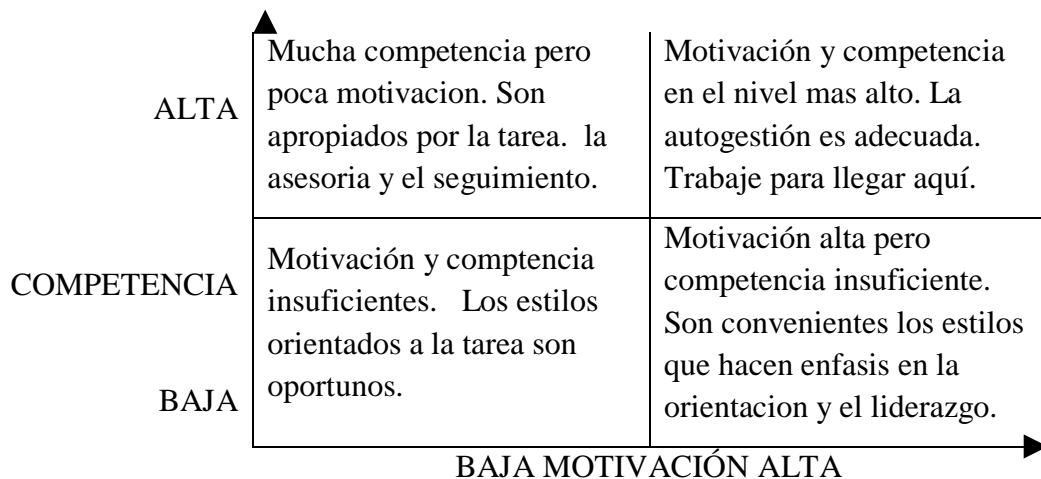 Mucha competencia pero
poca motivacion. Son
apropiados por la tarea.  la
asesoria y el seguimiento.
Motivación y competencia
en el nivel mas alto. La
autogestión es adecuada.
Trabaje para llegar aquí.
ALTA
COMPETENCIA
BAJA
Motivación y comptencia
insuficientes.   Los estilos
orientados a la tarea son
oportunos.
Motivación alta pero
competencia insuficiente.
Son convenientes los estilos
que hacen enfasis en la
orientacion y el liderazgo.
BAJA MOTIVACIÓN ALTA